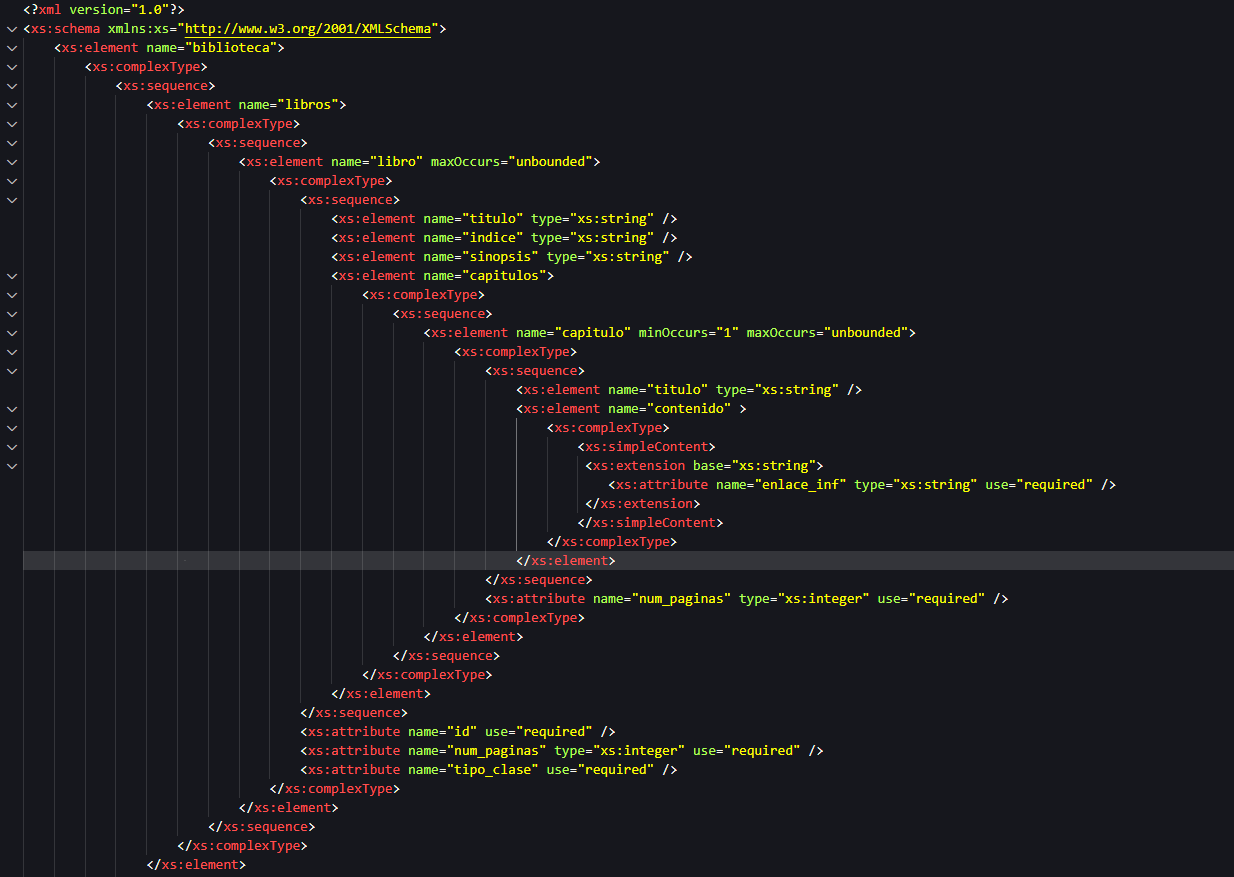 <?xml version="1.0"?>
<xs:schema xmlns:xs="http://www.w3.org/2001/XMLSchema">
<xs:element name="biblioteca">
<xs:complexType>
<xs:sequence>
<xs:element name="libros">
<xs:complexType>
<xs:sequence>
<xs:element name="libro" maxOccurs="unbounded">
<xs:complexType>
<xs:sequence>
<xs:element name="titulo" type="xs:string" />
<xs:element name="indice" type="xs:string" />
<xs:element name="sinopsis" type="xs:string" />
<xs:element name="capitulos">
<xs:complexType>
<xs:sequence>
<xs:element name="capitulo" minOccurs="1" maxOccurs="unbounded">
<xs:complexType>
<xs:sequence>
<xs:element name="titulo" type="xs:string" />
<xs:element name="contenido" >
<xs:complexType>
<xs:simpleContent>
<xs:extension base="xs:string">
<xs:attribute name="enlace_inf" type="xs:string" use="required" />
</xs:extension>
</xs:simpleContent>
</xs:complexType>
</xs:element>
</xs:sequence>
<xs:attribute name="num_paginas" type="xs:integer" use="required" />
</xs:complexType>
</xs:element>
</xs:sequence>
</xs:complexType>
</xs:element>
</xs:sequence>
<xs:attribute name="id" use="required" />
<xs:attribute name="num_paginas" type="xs:integer" use="required" />
<xs:attribute name="tipo_clase" use="required" />
</xs:complexType>
</xs:element>
</xs:sequence>
</xs:complexType>
</xs:element>